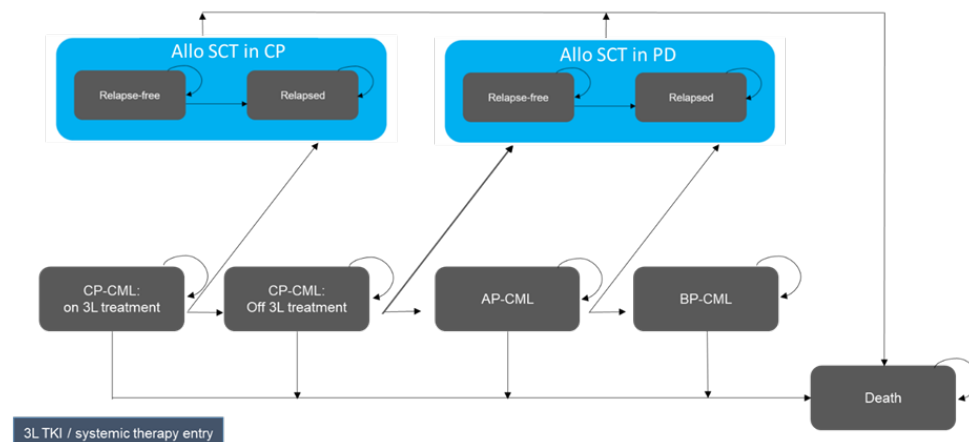 Allo SCT in CP
Relapse-free
Relapsed
Allo SCT in PD
Relapse-free
Relapsed
CP-CML:
on 3L treatment
CP-CML:
Off 3L treatment
AP-CML
BP-CML
Death
3L TKI / systemic therapy entry